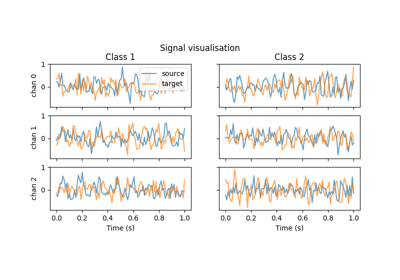 Signal visualisation
Class 1
Class 2
source
target
1
0
chan 0
1
0
chan 1
1
0
chan 2
0.0 0.2 0.4 0.6 0.8 1.0
0.0 0.2 0.4 0.6 0.8 1.0
Time (s)
Time (s)